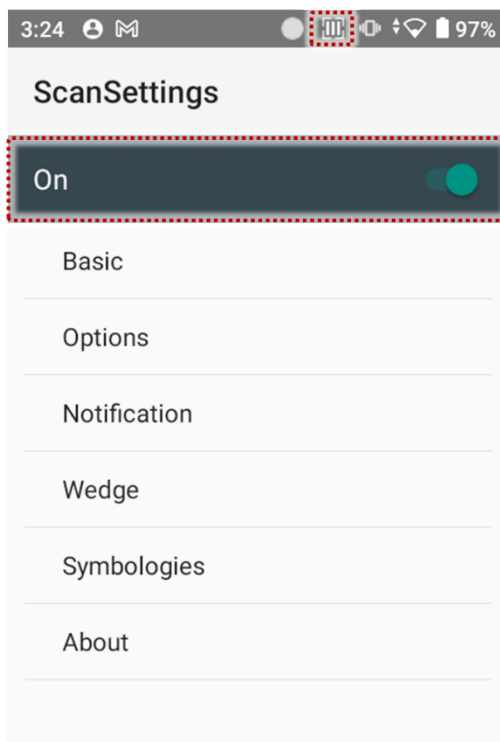 3:24 97%
ScanSettings
On
Basic
Options
Notification
Wedge
Symbologies
About